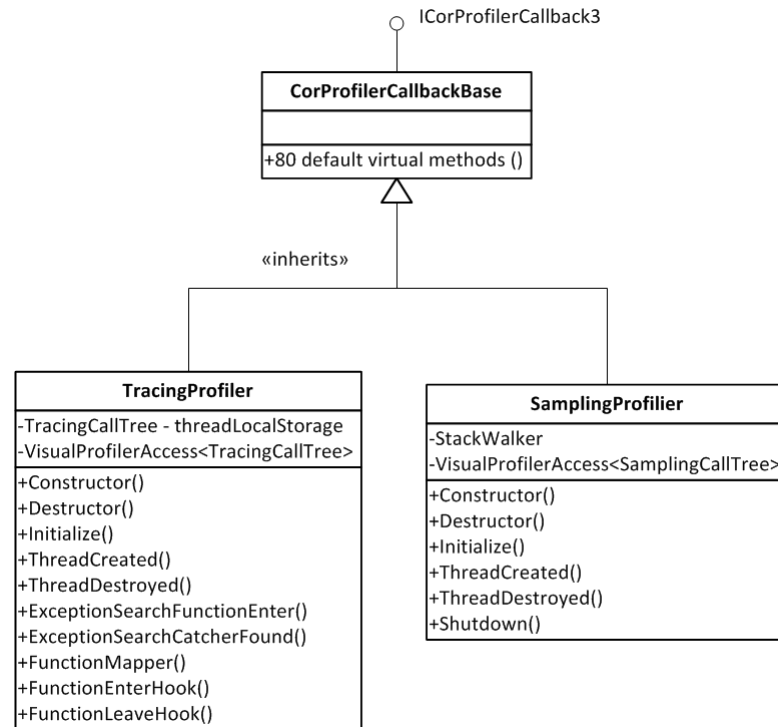 ICorProfilerCallback3
CorProfilerCallbackBase
+80 default virtual methods ()
«inherits»
TracingProfiler
-TracingCallTree - threadLocalStorage
-VisualProfilerAccess<TracingCallTree>
+Constructor()
+Destructor()
+Initialize()
+ThreadCreated()
+ThreadDestroyed()
+ExceptionSearchFunctionEnter()
+ExceptionSearchCatcherFound()
+FunctionMapper()
+FunctionEnterHook()
+FunctionLeaveHook()
SamplingProfilier
-StackWalker
-VisualProfilerAccess<SamplingCallTree>
+Constructor()
+Destructor()
+Initialize()
+ThreadCreated()
+ThreadDestroyed()
+Shutdown()